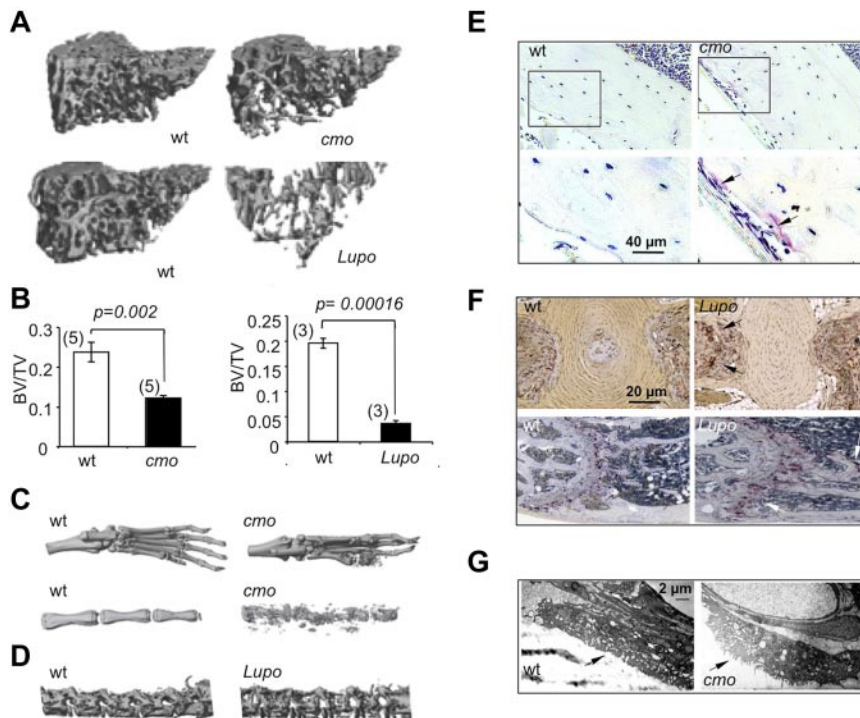 A
wt
cmo
wt
Lupo
B
p=0.002
BV/TV
0.3
0.2
0.1
0
(5)
(5)
wt
cmo
p= 0.00016
BV/TV
0.25
0.2
0.15
0.1
0.05
0
(3)
(3)
wt
Lupo
C
wt
cmo
wt
cmo
D
wt
Lupo
E
wt
cmo
40 µm
F
wt
Lupo
20 µm
wt
Lupo
G
2 µm
wt
cmo